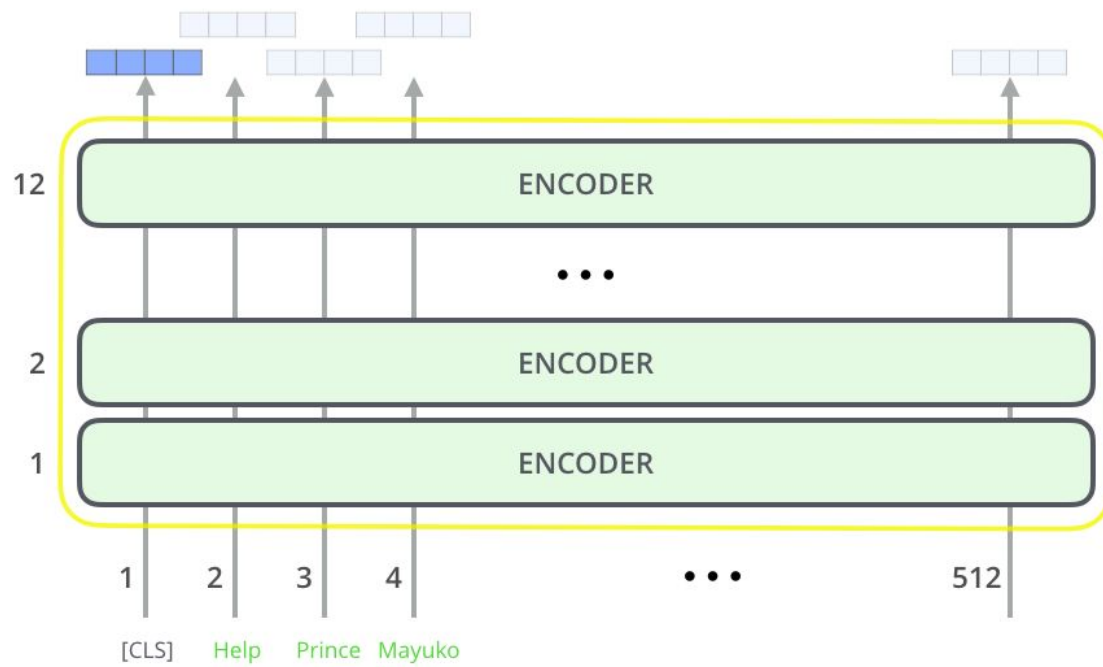 12 ENCODER
...
2 ENCODER
1 ENCODER
1 2 3 4 ... 512
[CLS] Help Prince Mayuko